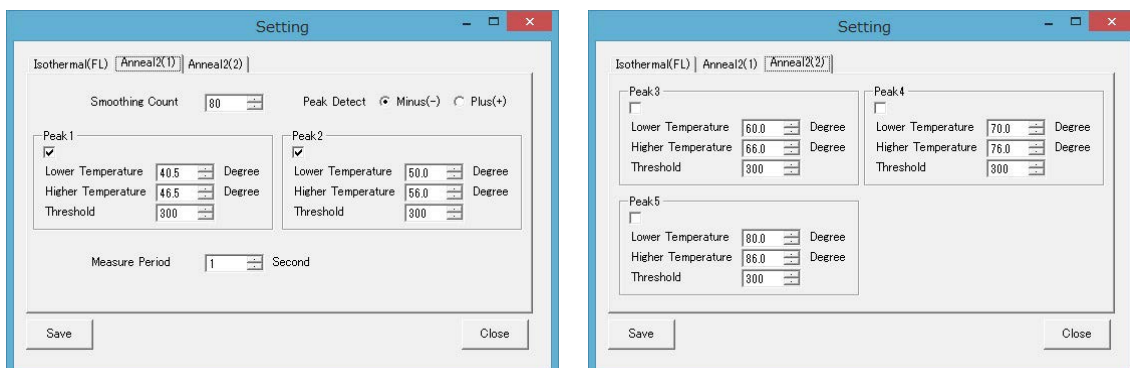 Setting
Isothermal(FL) Anneal2(1) Anneal2(2)
Smoothing Count 80 Peak Detect Minus(-) Plus(+)
Peak1
Lower Temperature 40.5 Degree
Higher Temperature 46.5 Degree
Threshold 300
Peak2
Lower Temperature 50.0 Degree
Higher Temperature 56.0 Degree
Threshold 300
Measure Period 1 Second
Save Close
Setting
Isothermal(FL) Anneal2(1) Anneal2(2)
Peak3
Lower Temperature 60.0 Degree
Higher Temperature 66.0 Degree
Threshold 300
Peak4
Lower Temperature 70.0 Degree
Higher Temperature 76.0 Degree
Threshold 300
Peak5
Lower Temperature 80.0 Degree
Higher Temperature 86.0 Degree
Threshold 300
Save Close